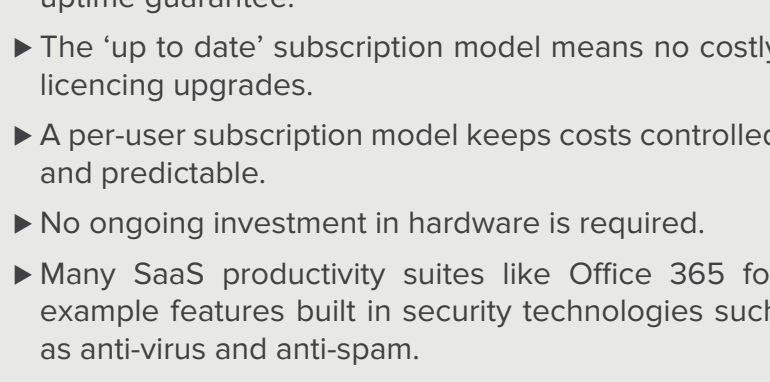 uptime guarantee.
▶ The ‘up to date’ subscription model means no costly
licencing upgrades.
▶ A per-user subscription model keeps costs controlled
and predictable.
▶ No ongoing investment in hardware is required.
▶ Many SaaS productivity suites like Office 365 for
example features built in security technologies such
as anti-virus and anti-spam.